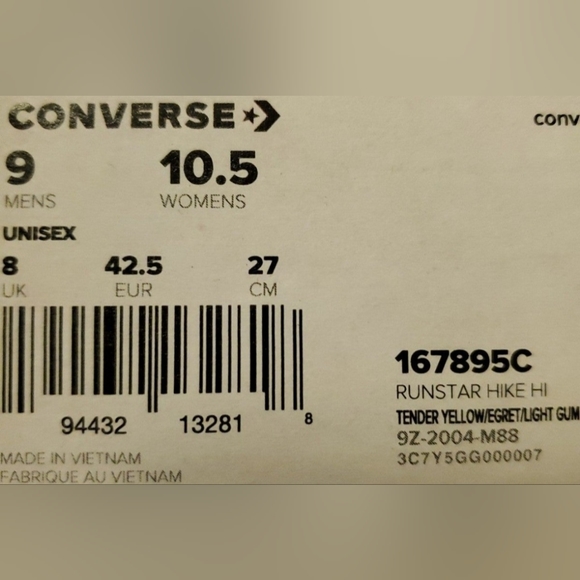 CONVERSE
conv
9 10.5
MENS WOMENS
UNISEX
8 42.5 27
UK EUR CM
167895C
RUNSTAR HIKE HI
TENDER YELLOW/EGRET/LIGHT GUM
9Z-2004-M88
3C7Y5GG000007
94432 13281 8
MADE IN VIETNAM
FABRIQUE AU VIETNAM